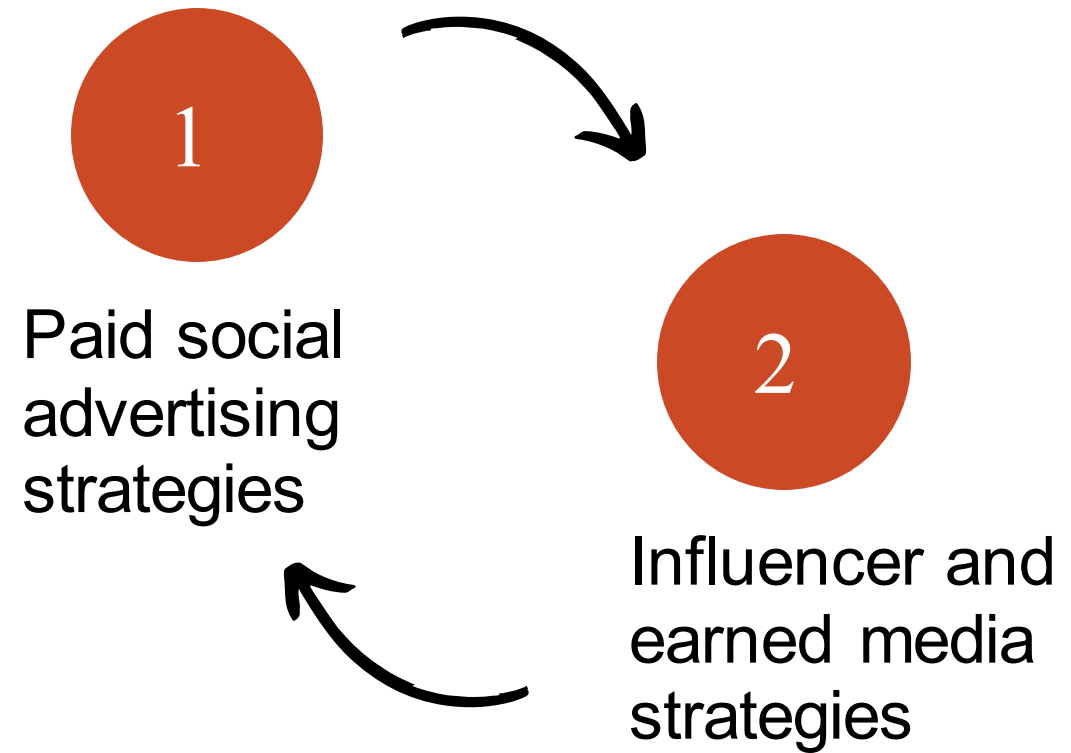 1
Paid social
advertising
strategies
2
Influencer and
earned media
strategies